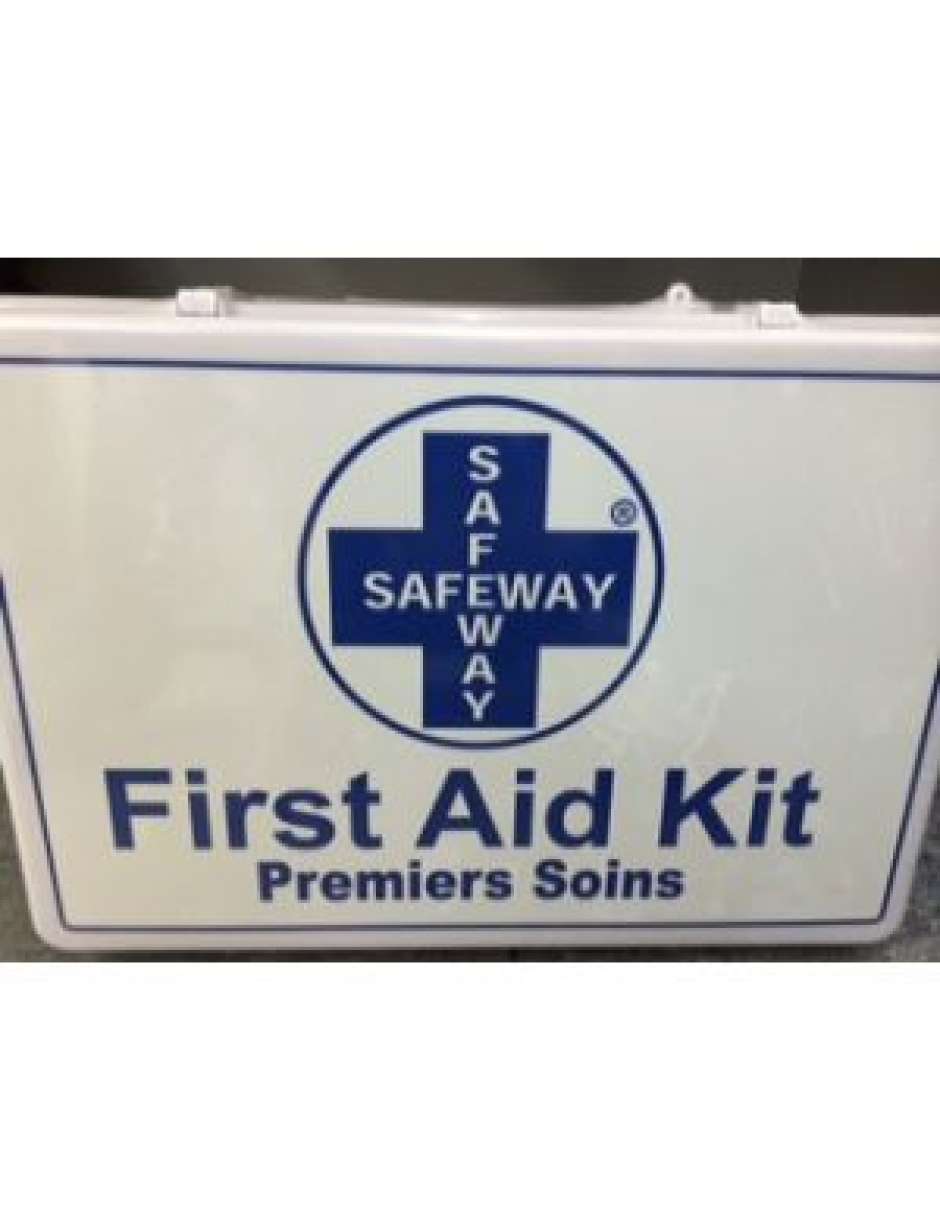 SAFEWAY
SAFEWAY
®
First Aid Kit
Premiers Soins